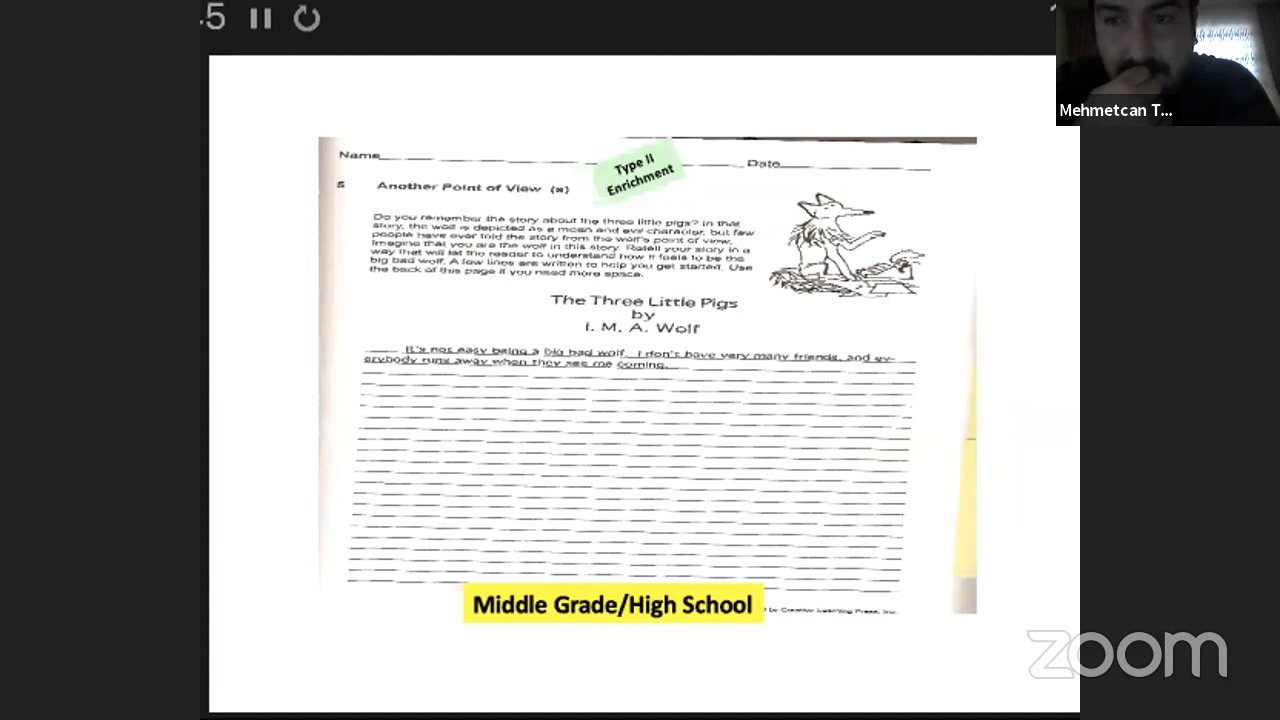 -5
Mehmetcan T...
Name Date
Type II
Enrichment
5 Another Point of View (*)
Do you remember the story about the three little pigs? In that
story, the wolf is depicted as a mean and evil character, but few
people have ever told the story from the wolf's point of view.
Imagine that you are the wolf in this story. Retell your story in a
way that will let the reader to understand how it feels to be the
big bad wolf. A few lines are written to help you get started. Use
the back of this page if you need more space.
The Three Little Pigs
by
I. M. A. Wolf
It's not easy being a big bad wolf. I don't have very many friends, and ev-
erybody runs away when they see me coming.
Middle Grade/High School
by Creative Learning Press, Inc.
zoom